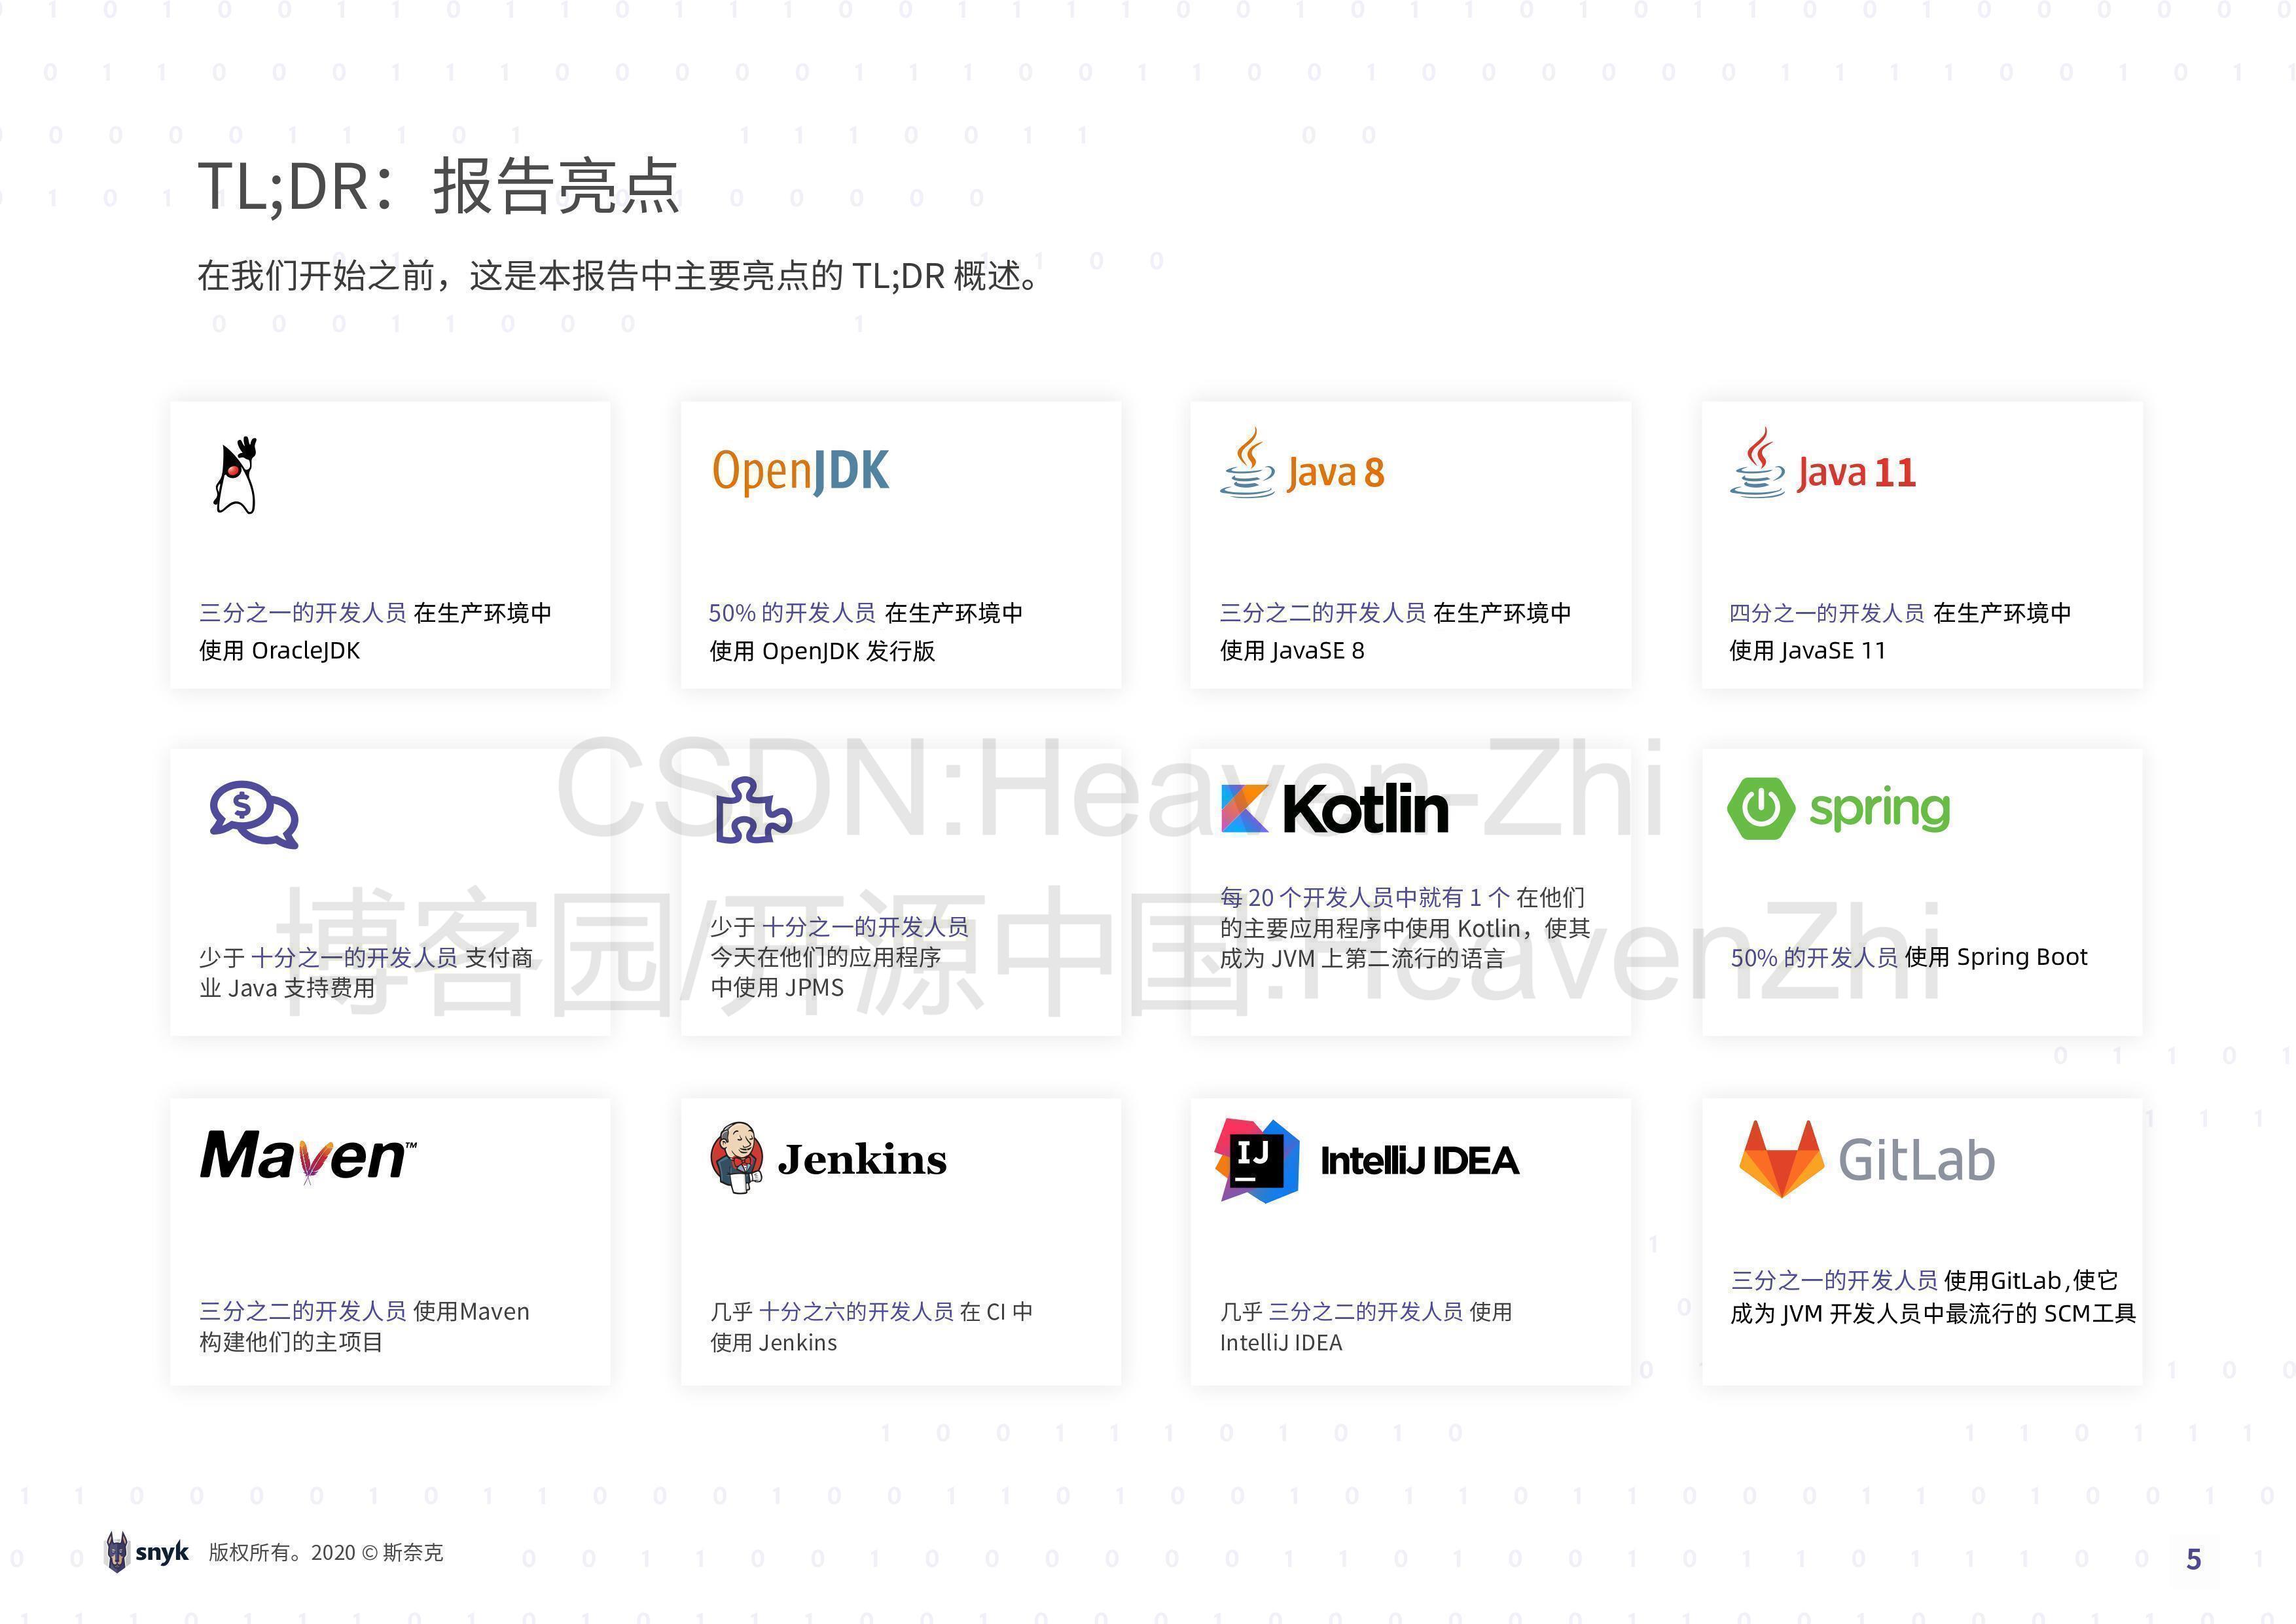 TL;DR：报告亮点
在我们开始之前，这是本报告中主要亮点的 TL;DR 概述。
OpenJDK
Java 8
Java 11
三分之一的开发人员 在生产环境中
使用 OracleJDK
50% 的开发人员 在生产环境中
使用 OpenJDK 发行版
三分之二的开发人员 在生产环境中
使用 JavaSE 8
四分之一的开发人员 在生产环境中
使用 JavaSE 11
CSDN:Heaven-Zhi
博客园/开源中国:HeavenZhi
$
少于 十分之一的开发人员 支付商
业 Java 支持费用
少于 十分之一的开发人员
今天在他们的应用程序
中使用 JPMS
Kotlin
每 20 个开发人员中就有 1 个 在他们
的主要应用程序中使用 Kotlin，使其
成为 JVM 上第二流行的语言
spring
50% 的开发人员 使用 Spring Boot
Maven™
三分之二的开发人员 使用Maven
构建他们的主项目
Jenkins
几乎 十分之六的开发人员 在 CI 中
使用 Jenkins
IJ
IntelliJ IDEA
几乎 三分之二的开发人员 使用
IntelliJ IDEA
GitLab
三分之一的开发人员 使用GitLab,使它
成为 JVM 开发人员中最流行的 SCM工具
snyk 版权所有。2020 © 斯奈克
5